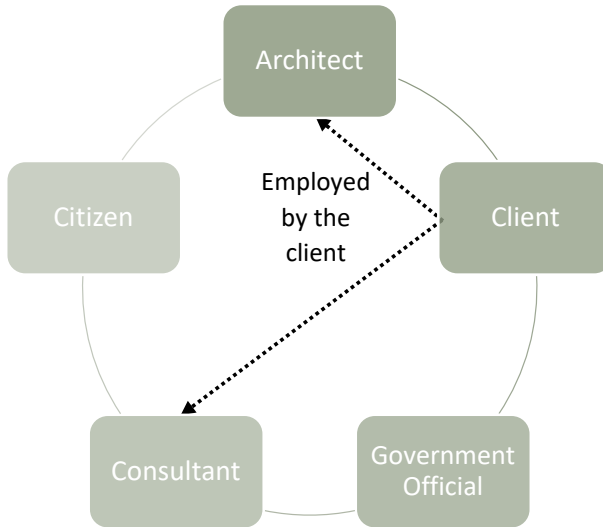 Architect
Employed
by the
client
Citizen
Client
Consultant
Government
Official